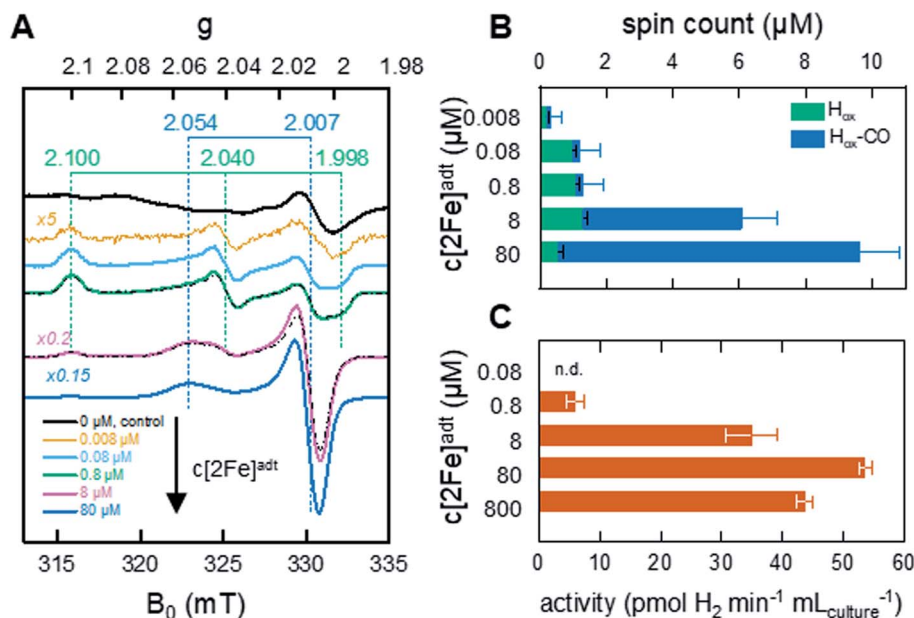 A
g
2.1 2.08 2.06 2.04 2.02 2 1.98
2.054 2.007
2.100 2.040 1.998
x5
x0.2
x0.15
0 µM, control
0.008 µM
0.08 µM
0.8 µM
8 µM
80 µM
c[2Fe]adt
315 320 325 330 335
B0 (mT)
B
spin count (µM)
0 2 4 6 8 10
c[2Fe]adt (µM)
0.008
0.08
0.8
8
80
Hox
Hox-CO
C
c[2Fe]adt (µM)
0.08
0.8
8
80
800
n.d.
0 10 20 30 40 50 60
activity (pmol H2 min-1 mLculture-1)